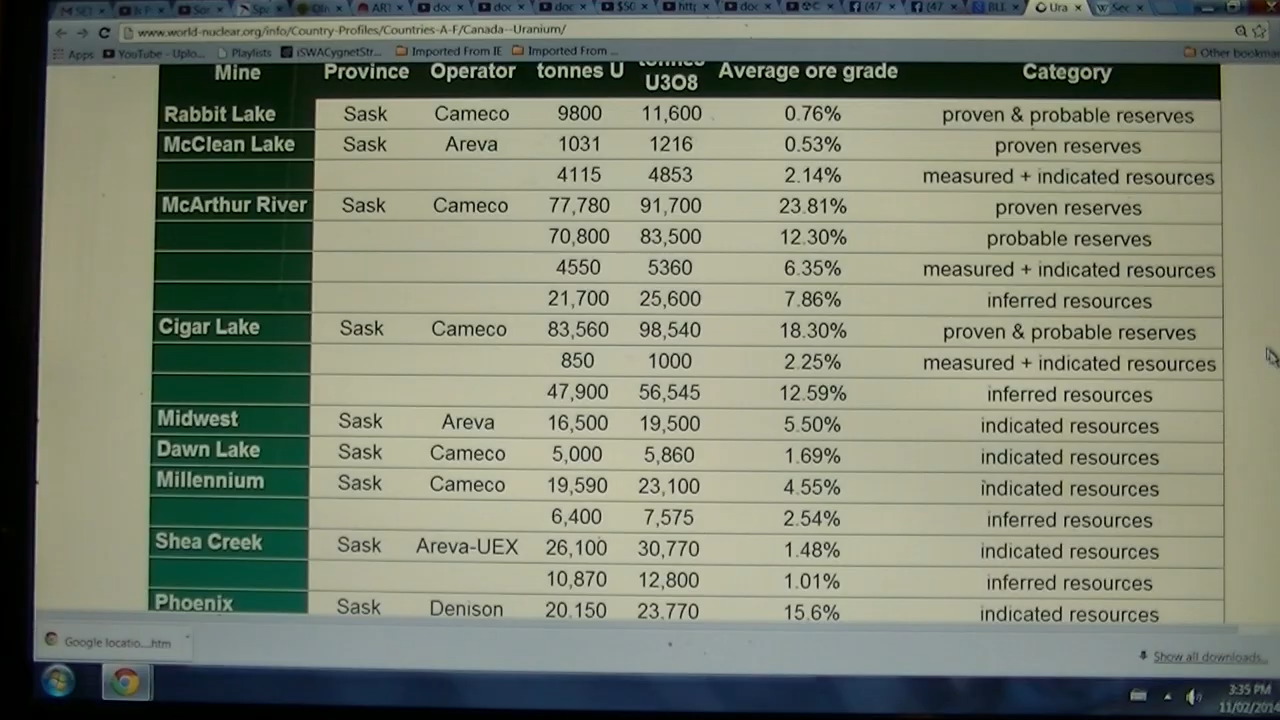 www.world-nuclear.org/info/Country-Profiles/Countries-A-F/Canada--Uranium/
Apps YouTube - Uplo... Playlists iSWACygnetStr... Imported From IE Imported From ... Other bookma
Mine Province Operator tonnes U tonnes U3O8 Average ore grade Category
Rabbit Lake Sask Cameco 9800 11,600 0.76% proven & probable reserves
McClean Lake Sask Areva 1031 1216 0.53% proven reserves
4115 4853 2.14% measured + indicated resources
McArthur River Sask Cameco 77,780 91,700 23.81% proven reserves
70,800 83,500 12.30% probable reserves
4550 5360 6.35% measured + indicated resources
21,700 25,600 7.86% inferred resources
Cigar Lake Sask Cameco 83,560 98,540 18.30% proven & probable reserves
850 1000 2.25% measured + indicated resources
47,900 56,545 12.59% inferred resources
Midwest Sask Areva 16,500 19,500 5.50% indicated resources
Dawn Lake Sask Cameco 5,000 5,860 1.69% indicated resources
Millennium Sask Cameco 19,590 23,100 4.55% indicated resources
6,400 7,575 2.54% inferred resources
Shea Creek Sask Areva-UEX 26,100 30,770 1.48% indicated resources
10,870 12,800 1.01% inferred resources
Phoenix Sask Denison 20.150 23.770 15.6% indicated resources
Google locatio....htm
Show all downloads...
3:35 PM
11/02/2014